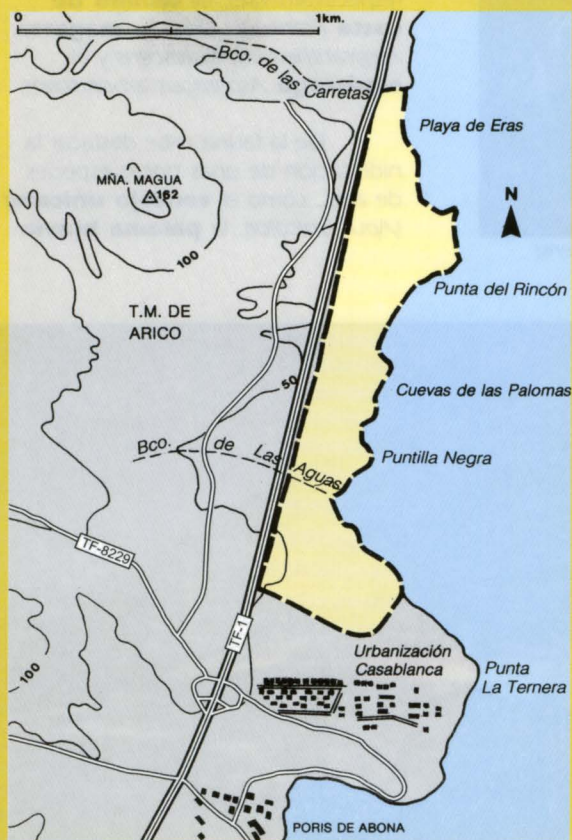 0 1km.
Bco. de las Carretas
Playa de Eras
MÑA. MAGUA
162
N
100
Punta del Rincón
T.M. DE
ARICO
50
Cuevas de las Palomas
Bco. de Las Aguas
Puntilla Negra
TF-8229
TF-1
Urbanización
Casablanca
Punta
La Ternera
100
PORIS DE ABONA